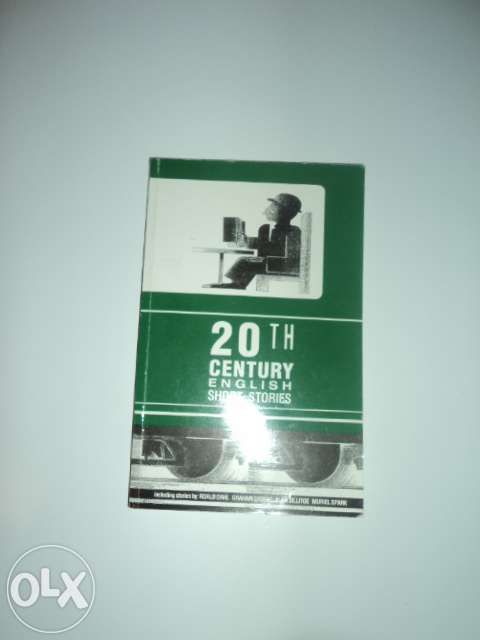 20TH
CENTURY
ENGLISH
SHORT STORIES
including stories by ROALD DAHL GRAHAM GREENE ALAN SILLITOE MURIEL SPARK
OLX